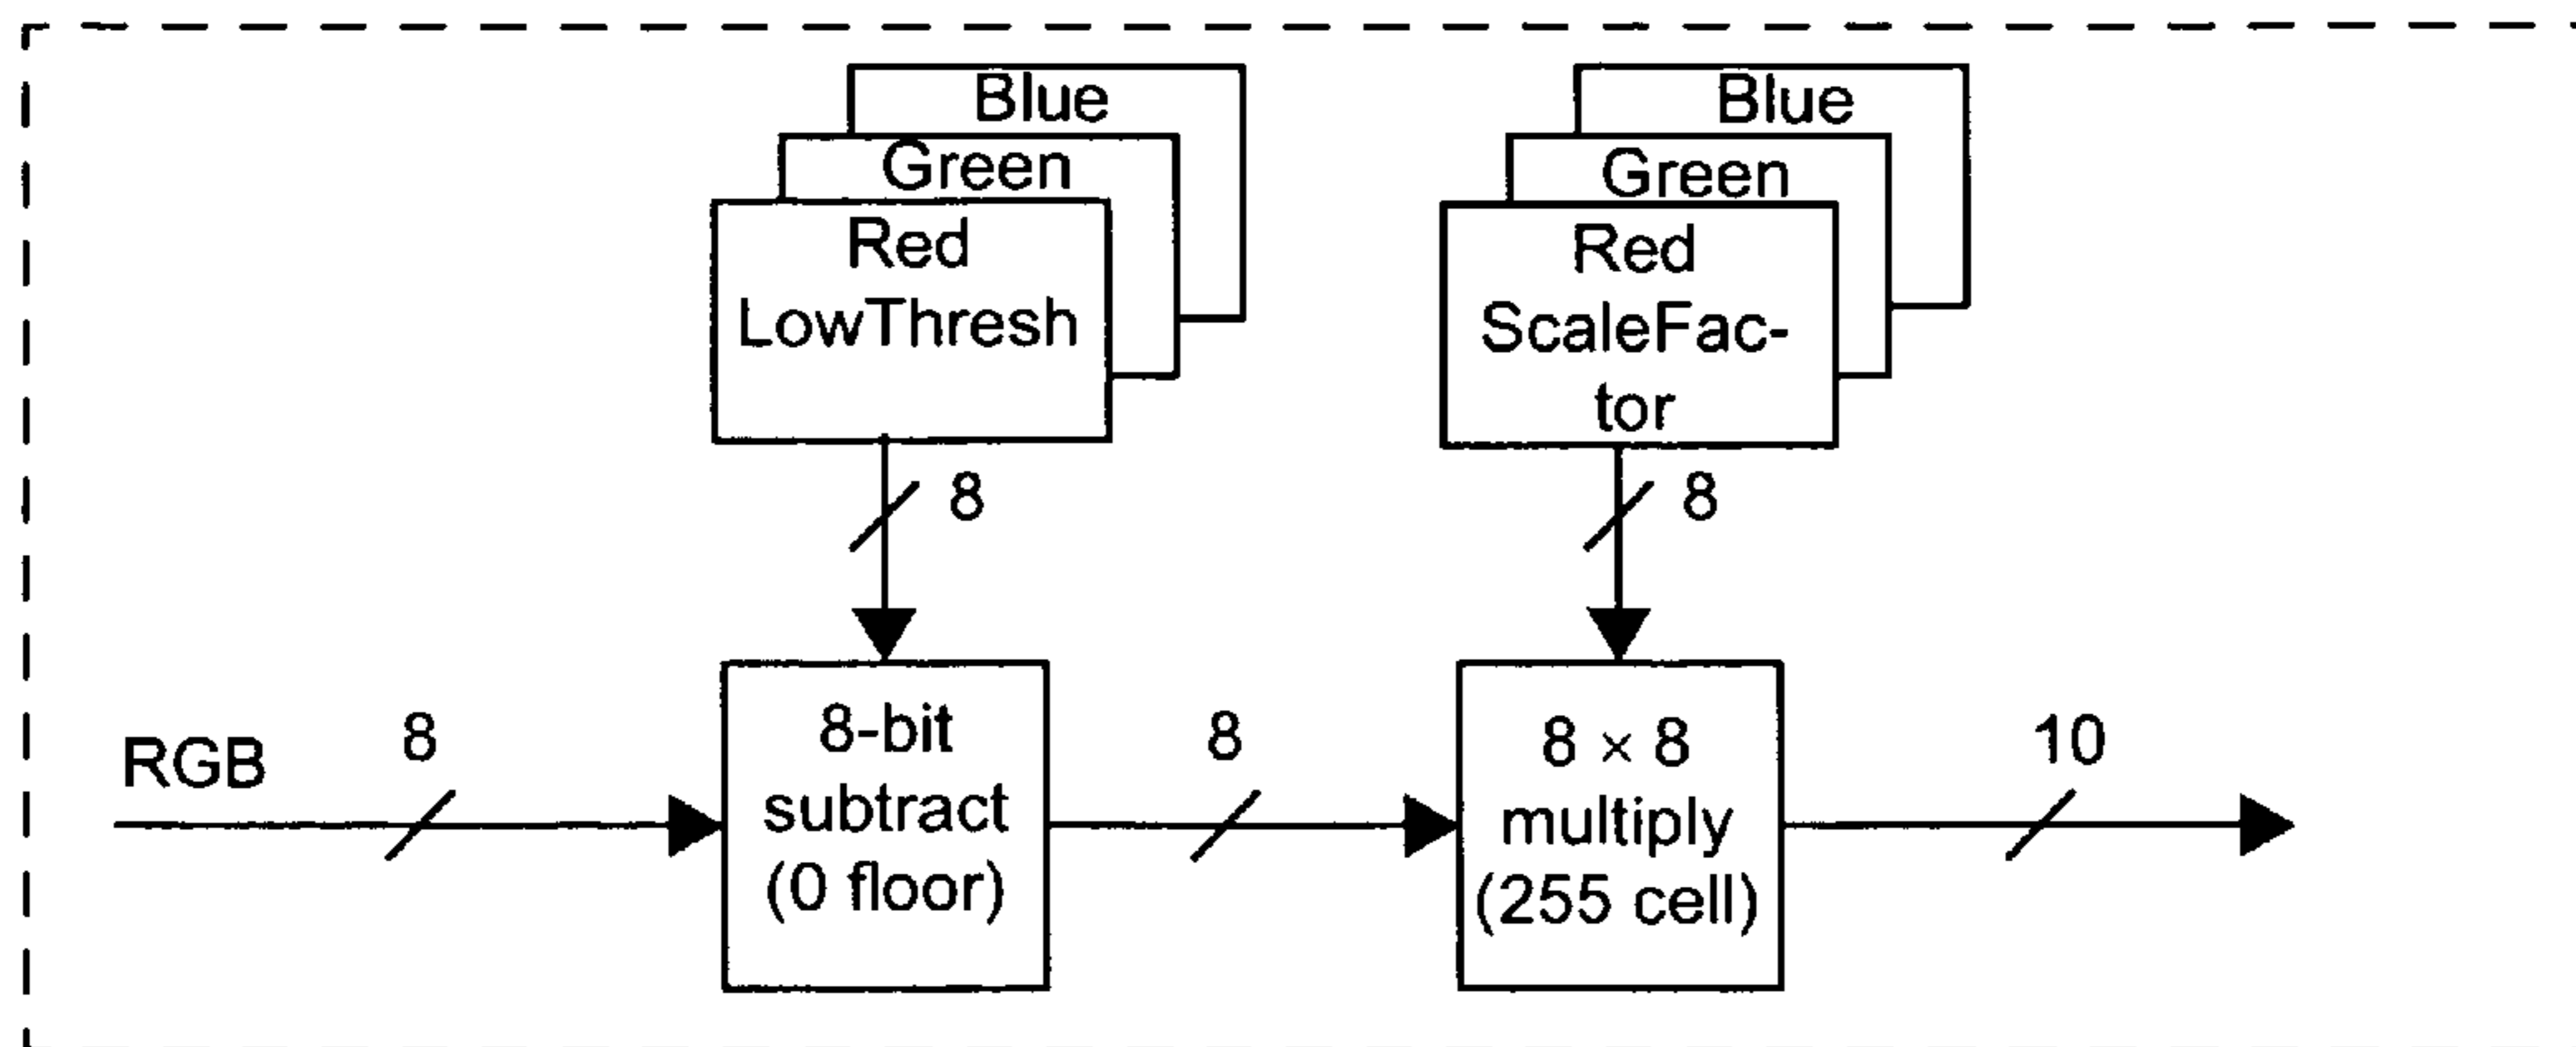 Blue
Green
Red
LowThresh
8
Blue
Green
Red
ScaleFac-
tor
8
RGB
8
8-bit
subtract
(0 floor)
8
8 × 8
multiply
(255 cell)
10